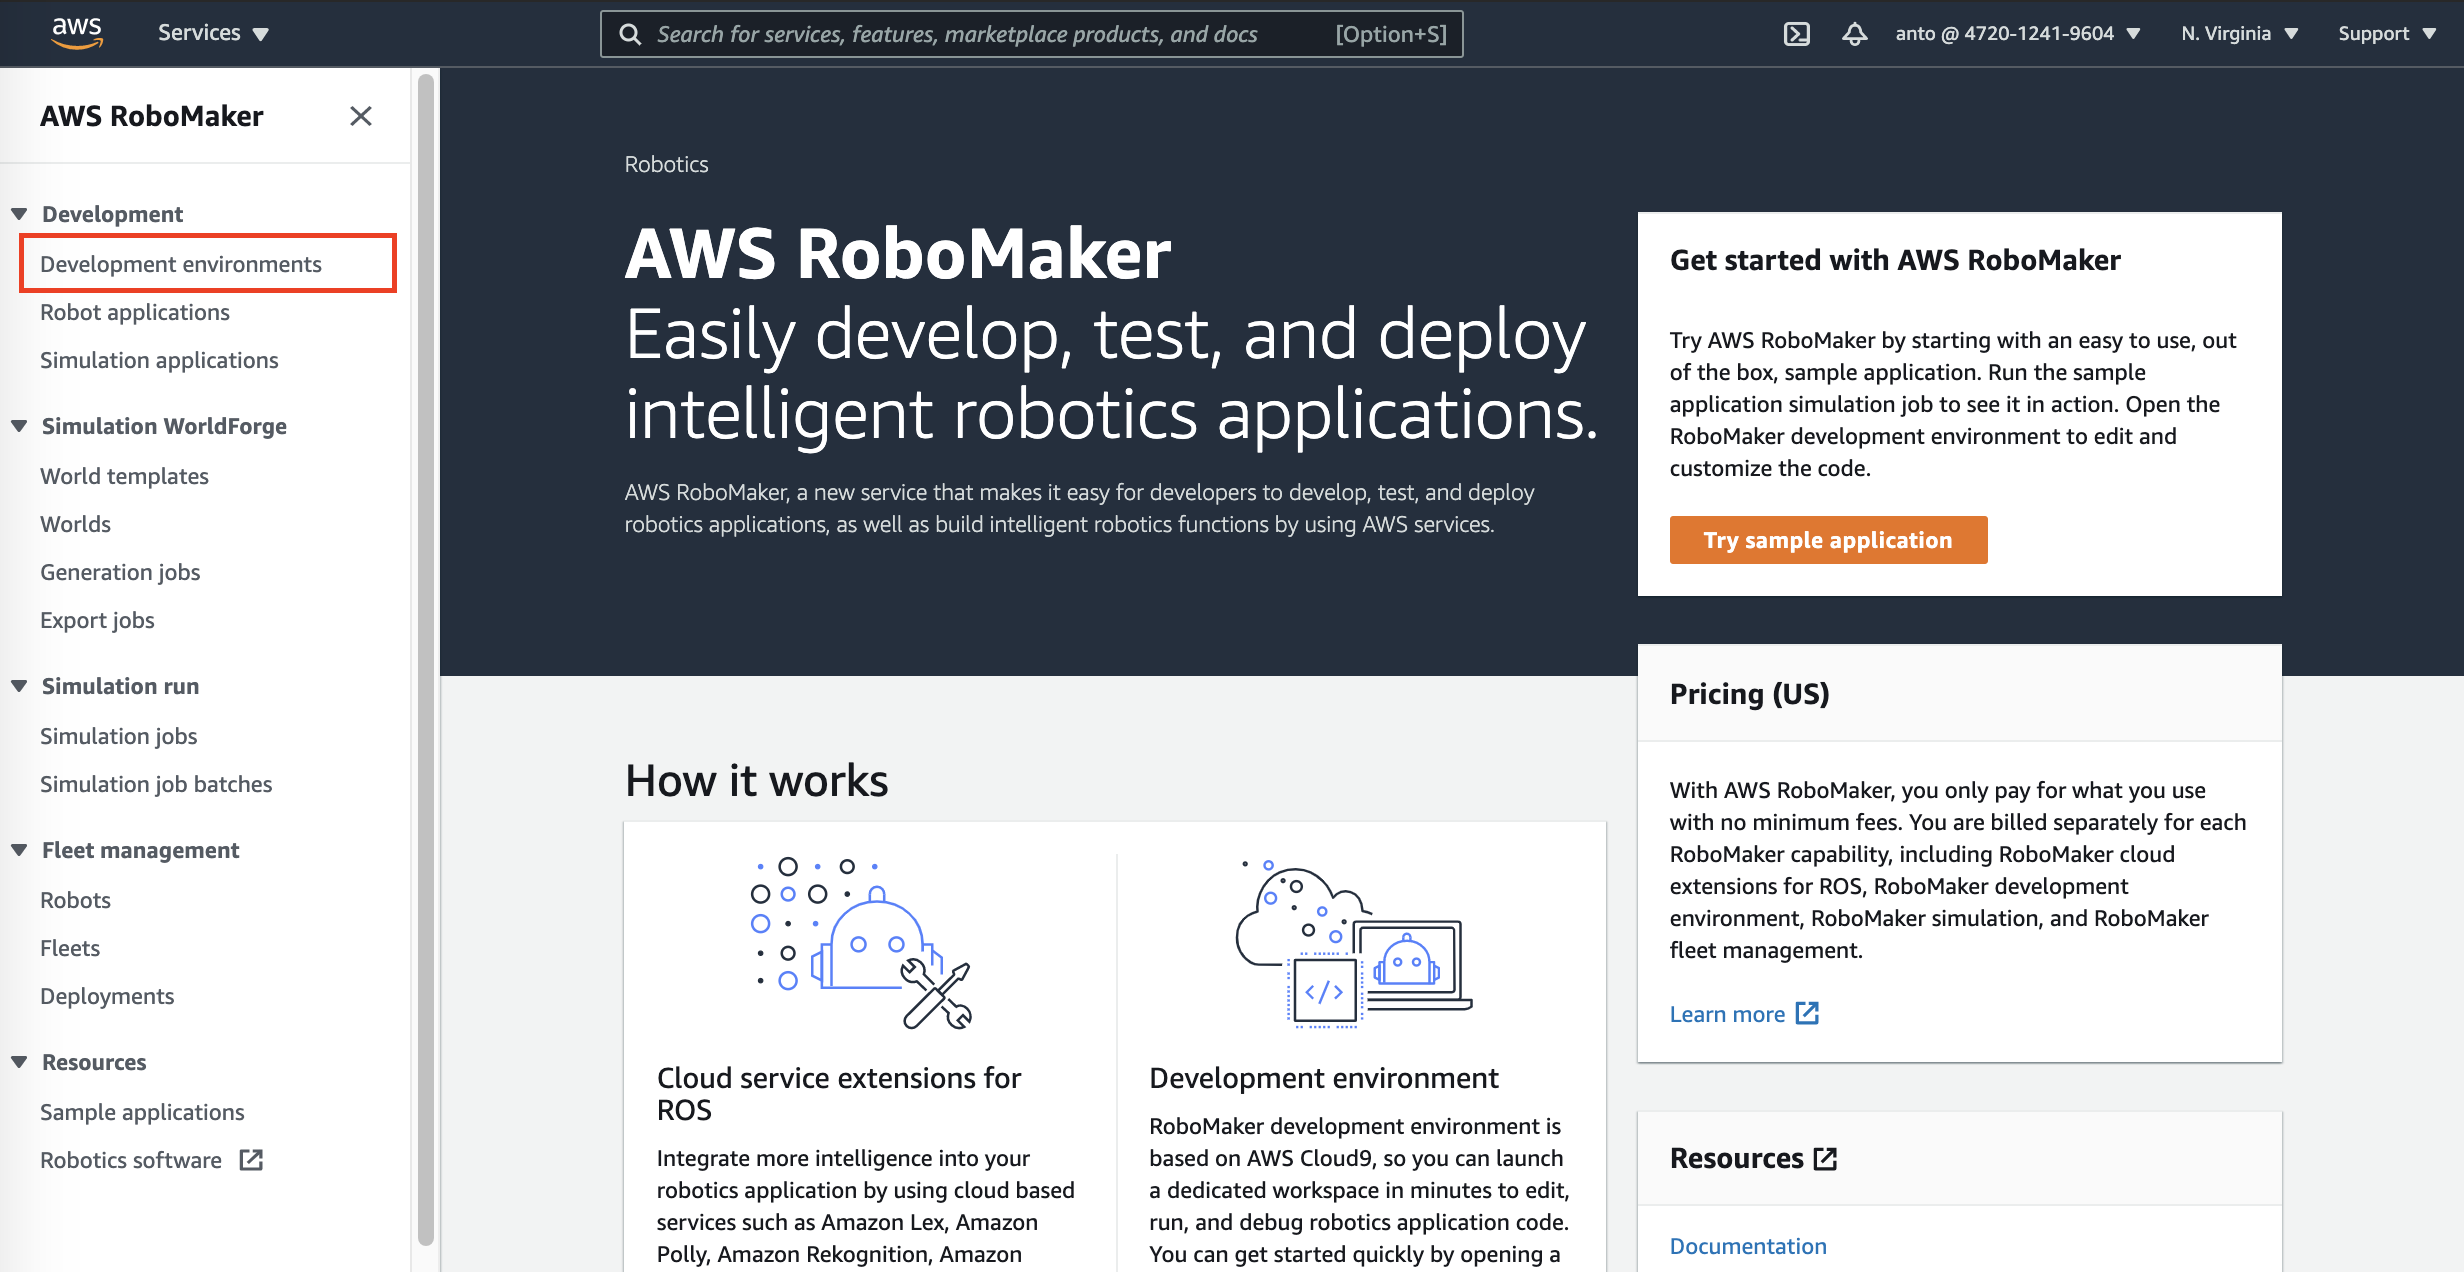 aws
Services
Search for services, features, marketplace products, and docs
[Option+S]
anto @ 4720-1241-9604
N. Virginia
Support
AWS RoboMaker
Development
Development environments
Robot applications
Simulation applications
Simulation WorldForge
World templates
Worlds
Generation jobs
Export jobs
Simulation run
Simulation jobs
Simulation job batches
Fleet management
Robots
Fleets
Deployments
Resources
Sample applications
Robotics software
Robotics
AWS RoboMaker
Easily develop, test, and deploy
intelligent robotics applications.
AWS RoboMaker, a new service that makes it easy for developers to develop, test, and deploy
robotics applications, as well as build intelligent robotics functions by using AWS services.
Get started with AWS RoboMaker
Try AWS RoboMaker by starting with an easy to use, out
of the box, sample application. Run the sample
application simulation job to see it in action. Open the
RoboMaker development environment to edit and
customize the code.
Try sample application
Pricing (US)
With AWS RoboMaker, you only pay for what you use
with no minimum fees. You are billed separately for each
RoboMaker capability, including RoboMaker cloud
extensions for ROS, RoboMaker development
environment, RoboMaker simulation, and RoboMaker
fleet management.
Learn more
Resources
Documentation
How it works
Cloud service extensions for
ROS
Integrate more intelligence into your
robotics application by using cloud based
services such as Amazon Lex, Amazon
Polly, Amazon Rekognition, Amazon
</>
Development environment
RoboMaker development environment is
based on AWS Cloud9, so you can launch
a dedicated workspace in minutes to edit,
run, and debug robotics application code.
You can get started quickly by opening a